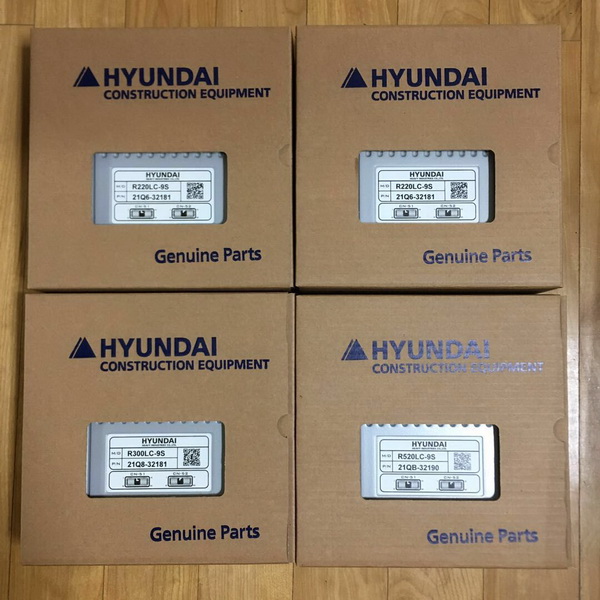 HYUNDAI
CONSTRUCTION EQUIPMENT
HYUNDAI
R220LC-9S
21Q6-32181
Genuine Parts
HYUNDAI
CONSTRUCTION EQUIPMENT
HYUNDAI
R220LC-9S
21Q6-32181
Genuine Parts
HYUNDAI
CONSTRUCTION EQUIPMENT
HYUNDAI
R300LC-9S
21Q8-32181
Genuine Parts
HYUNDAI
CONSTRUCTION EQUIPMENT
HYUNDAI
R520LC-9S
21QB-32190
Genuine Parts